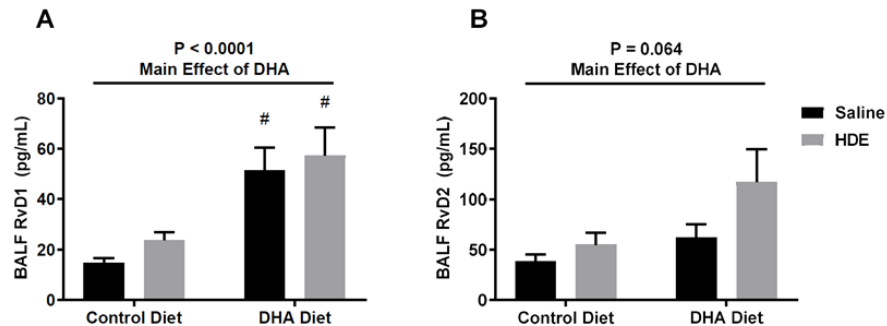 A
P < 0.0001
Main Effect of DHA
BALF RvD1 (pg/mL)
80
60
40
20
0
#
#
Control Diet
DHA Diet
B
P = 0.064
Main Effect of DHA
BALF RvD2 (pg/mL)
200
150
100
50
0
Control Diet
DHA Diet
Saline
HDE